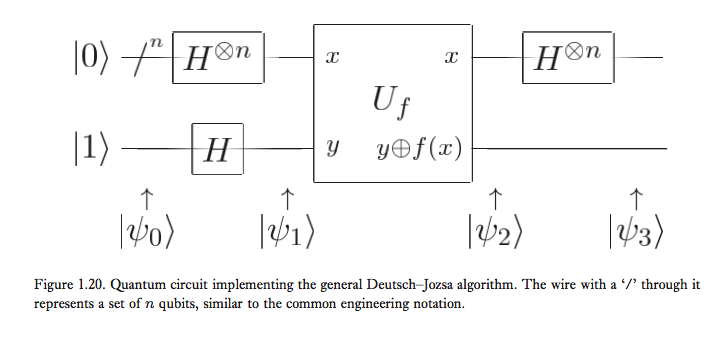 |0⟩ n H⊗n x x H⊗n
U_f
|1⟩ H y y⊕f(x)
↑ ↑ ↑ ↑
|ψ0⟩ |ψ1⟩ |ψ2⟩ |ψ3⟩
Figure 1.20. Quantum circuit implementing the general Deutsch–Jozsa algorithm. The wire with a ‘/’ through it
represents a set of n qubits, similar to the common engineering notation.